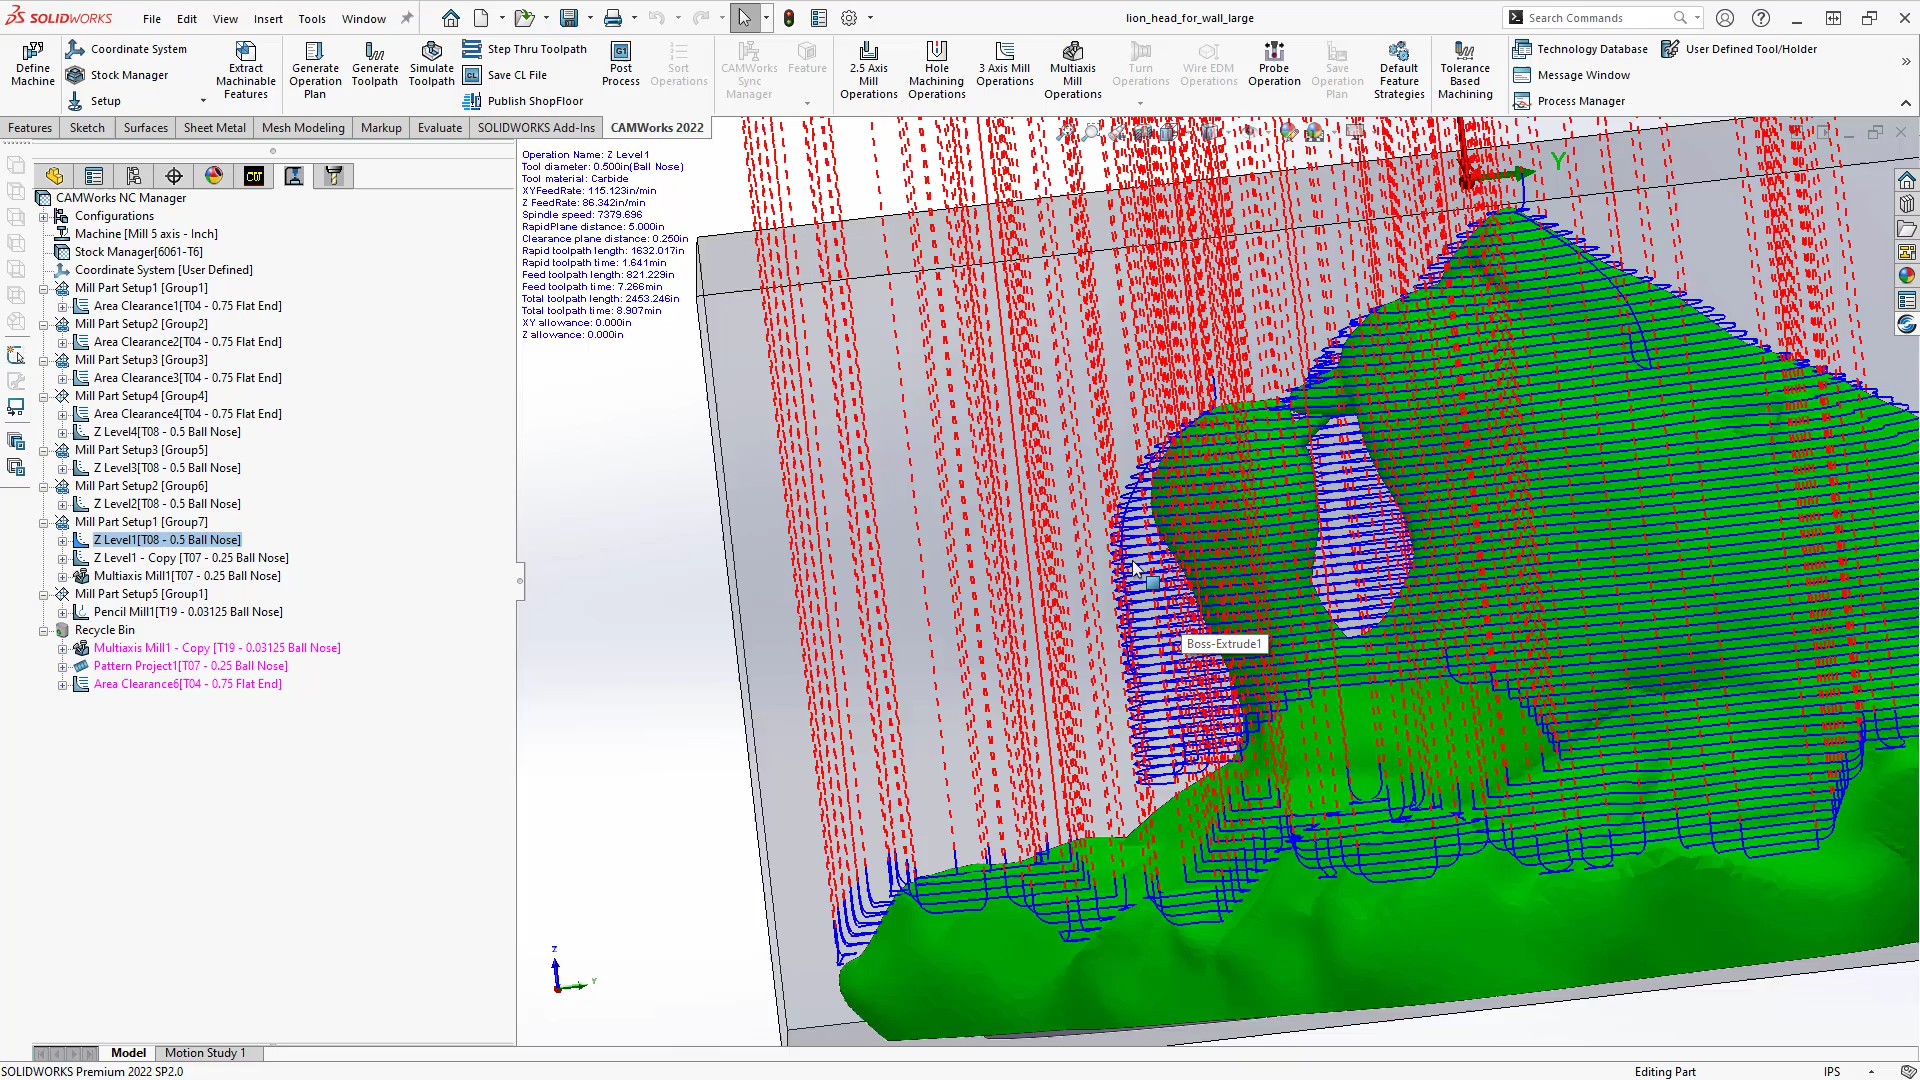 SOLIDWORKS File Edit View Insert Tools Window lion_head_for_wall_large Search Commands
Define Machine
Coordinate System
Stock Manager
Setup
Extract Machinable Features
Generate Operation Plan
Generate Toolpath
Simulate Toolpath
Step Thru Toolpath
Save CL File
Publish ShopFloor
G1
CL
Post Process
Sort Operations
CAMWorks Sync Manager
Feature
2.5 Axis Mill Operations
Hole Machining Operations
3 Axis Mill Operations
Multiaxis Mill Operations
Turn Operations
Wire EDM Operations
Probe Operation
Save Operation Plan
Default Feature Strategies
Tolerance Based Machining
Technology Database
Message Window
Process Manager
User Defined Tool/Holder
Features Sketch Surfaces Sheet Metal Mesh Modeling Markup Evaluate SOLIDWORKS Add-Ins CAMWorks 2022
CW
CAMWorks NC Manager
Configurations
Machine [Mill 5 axis - Inch]
Stock Manager[6061-T6]
Coordinate System [User Defined]
Mill Part Setup1 [Group1]
Area Clearance1[T04 - 0.75 Flat End]
Mill Part Setup2 [Group2]
Area Clearance2[T04 - 0.75 Flat End]
Mill Part Setup3 [Group3]
Area Clearance3[T04 - 0.75 Flat End]
Mill Part Setup4 [Group4]
Area Clearance4[T04 - 0.75 Flat End]
Z Level4[T08 - 0.5 Ball Nose]
Mill Part Setup3 [Group5]
Z Level3[T08 - 0.5 Ball Nose]
Mill Part Setup2 [Group6]
Z Level2[T08 - 0.5 Ball Nose]
Mill Part Setup1 [Group7]
Z Level1[T08 - 0.5 Ball Nose]
Z Level1 - Copy [T07 - 0.25 Ball Nose]
Multiaxis Mill1[T07 - 0.25 Ball Nose]
Mill Part Setup5 [Group1]
Pencil Mill1[T19 - 0.03125 Ball Nose]
Recycle Bin
Multiaxis Mill1 - Copy [T19 - 0.03125 Ball Nose]
Pattern Project1[T07 - 0.25 Ball Nose]
Area Clearance6[T04 - 0.75 Flat End]
Operation Name: Z Level1
Tool diameter: 0.500in(Ball Nose)
Tool material: Carbide
XYFeedRate: 115.123in/min
Z FeedRate: 86.342in/min
Spindle speed: 7379.696
RapidPlane distance: 5.000in
Clearance plane distance: 0.250in
Rapid toolpath length: 1632.017in
Rapid toolpath time: 1.641min
Feed toolpath length: 821.229in
Feed toolpath time: 7.266min
Total toolpath length: 2453.246in
Total toolpath time: 8.907min
XY allowance: 0.000in
Z allowance: 0.000in
Y
Boss-Extrude1
Z
Y
Model Motion Study 1
SOLIDWORKS Premium 2022 SP2.0 Editing Part IPS